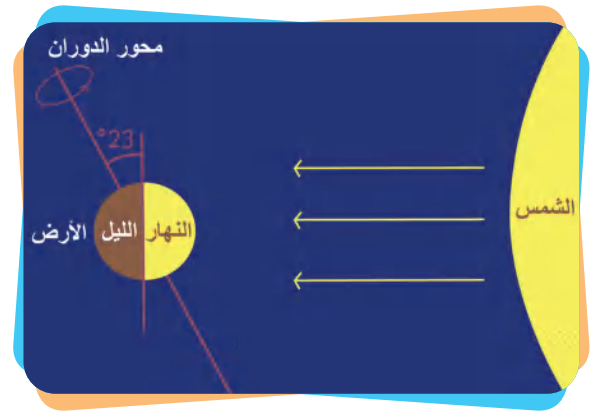 محور الدوران
°23
الشمس
النهار
الليل
الأرض